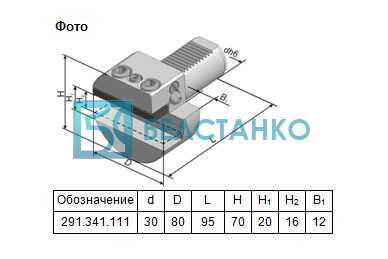 Фото
dh6
H
H₁
H₂
B₁
L
D
БЕЛСТАНКО
Обозначение d D L H H₁ H₂ B₁
291.341.111 30 80 95 70 20 16 12